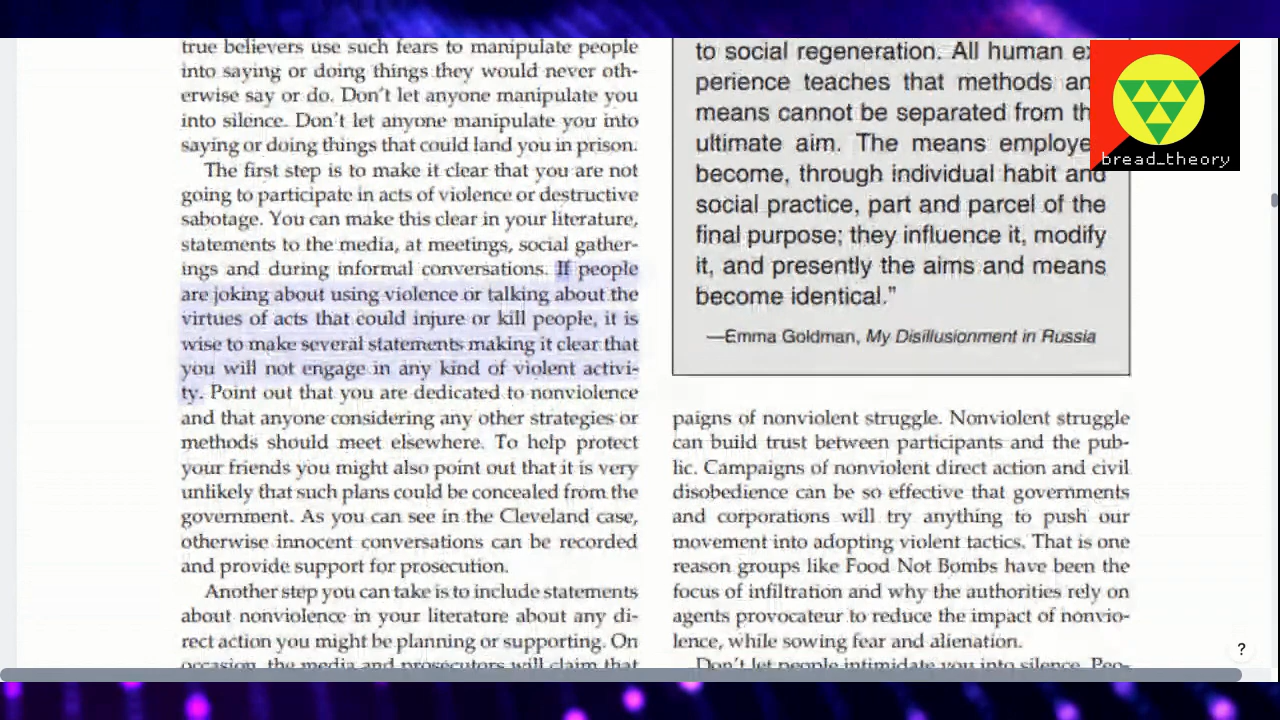 true believers use such fears to manipulate people
into saying or doing things they would never oth-
erwise say or do. Don't let anyone manipulate you
into silence. Don't let anyone manipulate you into
saying or doing things that could land you in prison.
The first step is to make it clear that you are not
going to participate in acts of violence or destructive
sabotage. You can make this clear in your literature,
statements to the media, at meetings, social gather-
ings and during informal conversations. If people
are joking about using violence or talking about the
virtues of acts that could injure or kill people, it is
wise to make several statements making it clear that
you will not engage in any kind of violent activi-
ty. Point out that you are dedicated to nonviolence
and that anyone considering any other strategies or
methods should meet elsewhere. To help protect
your friends you might also point out that it is very
unlikely that such plans could be concealed from the
government. As you can see in the Cleveland case,
otherwise innocent conversations can be recorded
and provide support for prosecution.
Another step you can take is to include statements
about nonviolence in your literature about any di-
rect action you might be planning or supporting. On
occasion, the media and prosecutors will claim that
to social regeneration. All human ex
perience teaches that methods an
means cannot be separated from th
ultimate aim. The means employe
become, through individual habit and
social practice, part and parcel of the
final purpose; they influence it, modify
it, and presently the aims and means
become identical."
—Emma Goldman, My Disillusionment in Russia
paigns of nonviolent struggle. Nonviolent struggle
can build trust between participants and the pub-
lic. Campaigns of nonviolent direct action and civil
disobedience can be so effective that governments
and corporations will try anything to push our
movement into adopting violent tactics. That is one
reason groups like Food Not Bombs have been the
focus of infiltration and why the authorities rely on
agents provocateur to reduce the impact of nonvio-
lence, while sowing fear and alienation.
Don't let people intimidate you into silence. Peo-
bread_theory
?